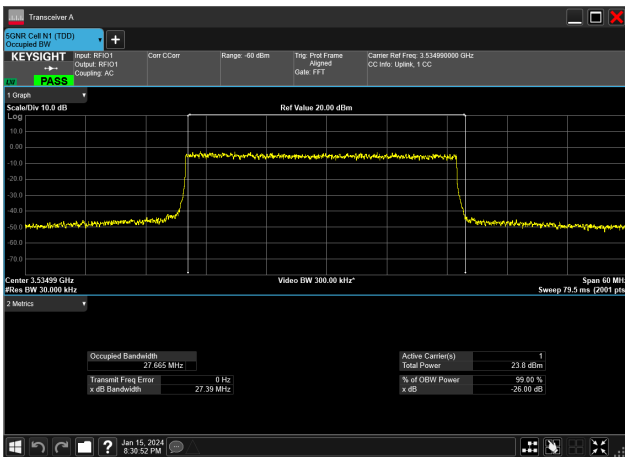 Transceiver A
5GNR Cell N1 (TDD)
Occupied BW
KEYSIGHT
PASS
Input: RFIO1
Output: RFIO1
Coupling: AC
Corr CCorr
Range: -60 dBm
Trig: Prot Frame
Aligned
Gate: FFT
Carrier Ref Freq: 3.534990000 GHz
CC Info: Uplink, 1 CC
1 Graph
Scale/Div 10.0 dB
Ref Value 20.00 dBm
Log
10.0
0.00
-10.0
-20.0
-30.0
-40.0
-50.0
-60.0
-70.0
Center 3.53499 GHz
Video BW 300.00 kHz*
Span 60 MHz
#Res BW 30.000 kHz
Sweep 79.5 ms (2001 pts
2 Metrics
Occupied Bandwidth
27.665 MHz
Transmit Freq Error 0 Hz
x dB Bandwidth 27.39 MHz
Active Carrier(s) 1
Total Power 23.8 dBm
% of OBW Power 99.00 %
x dB -26.00 dB
Jan 15, 2024
8:30:52 PM